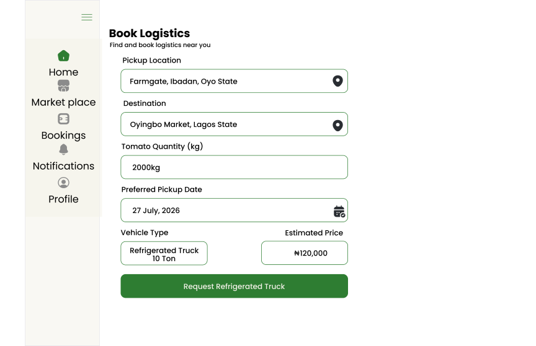 Home
Market place
Bookings
Notifications
Profile
Book Logistics
Find and book logistics near you
Pickup Location
Farmgate, Ibadan, Oyo State
Destination
Oyingbo Market, Lagos State
Tomato Quantity (kg)
2000kg
Preferred Pickup Date
27 July, 2026
Vehicle Type
Estimated Price
Refrigerated Truck
10 Ton
₦120,000
Request Refrigerated Truck